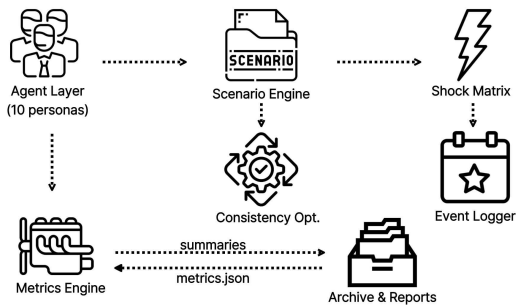 SCENARIO
Agent Layer
(10 personas)
Scenario Engine
Shock Matrix
Consistency Opt.
Event Logger
summaries
metrics.json
Metrics Engine
Archive & Reports